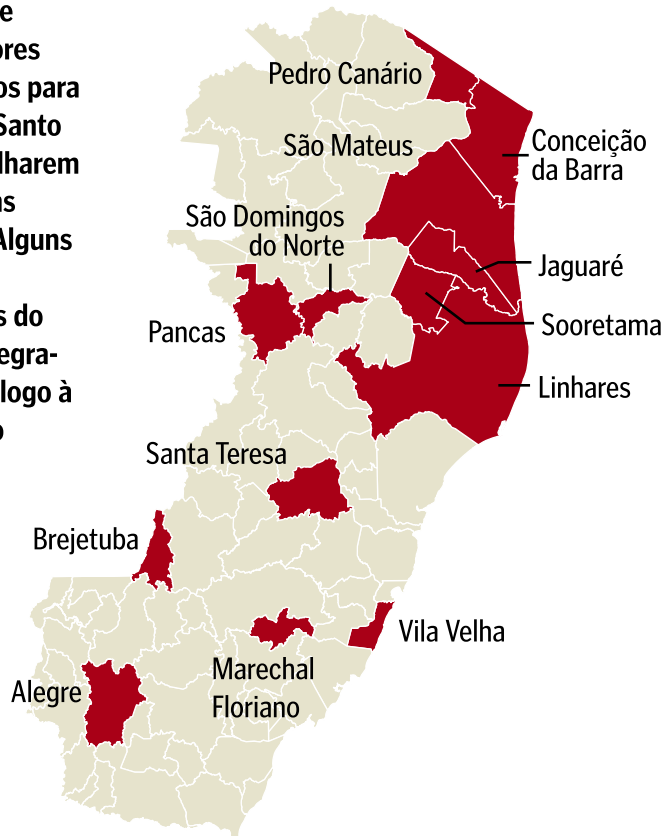 e
ores
os para
Santo
lharem
as
Alguns
s do
egra-
logo à
o
Pedro Canário
São Mateus
Conceição
da Barra
São Domingos
do Norte
Jaguaré
Sooretama
Pancas
Linhares
Santa Teresa
Brejetuba
Vila Velha
Marechal
Floriano
Alegre